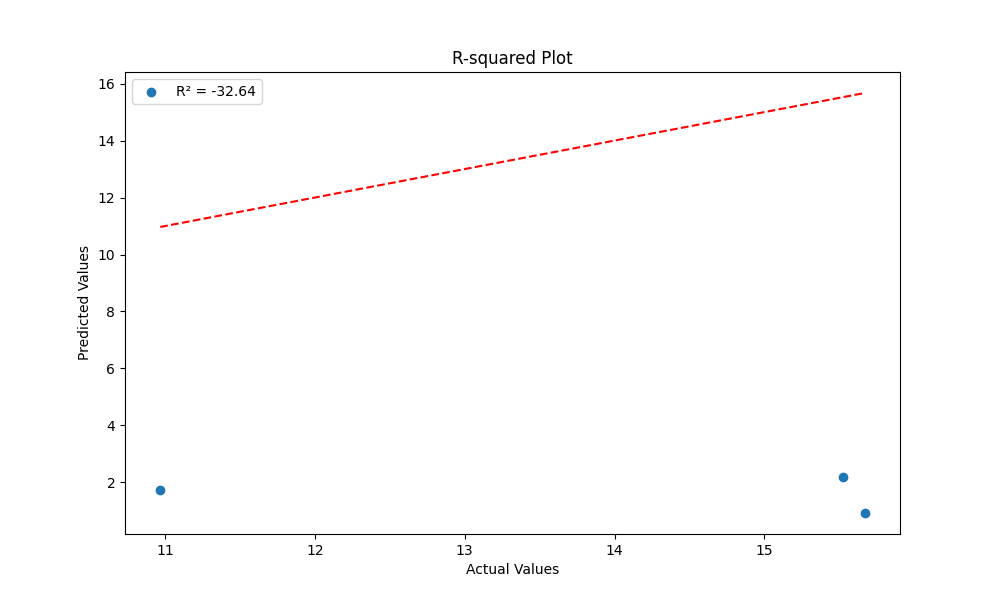 R-squared Plot
R² = -32.64
16
14
12
10
8
6
4
2
Predicted Values
11 12 13 14 15
Actual Values